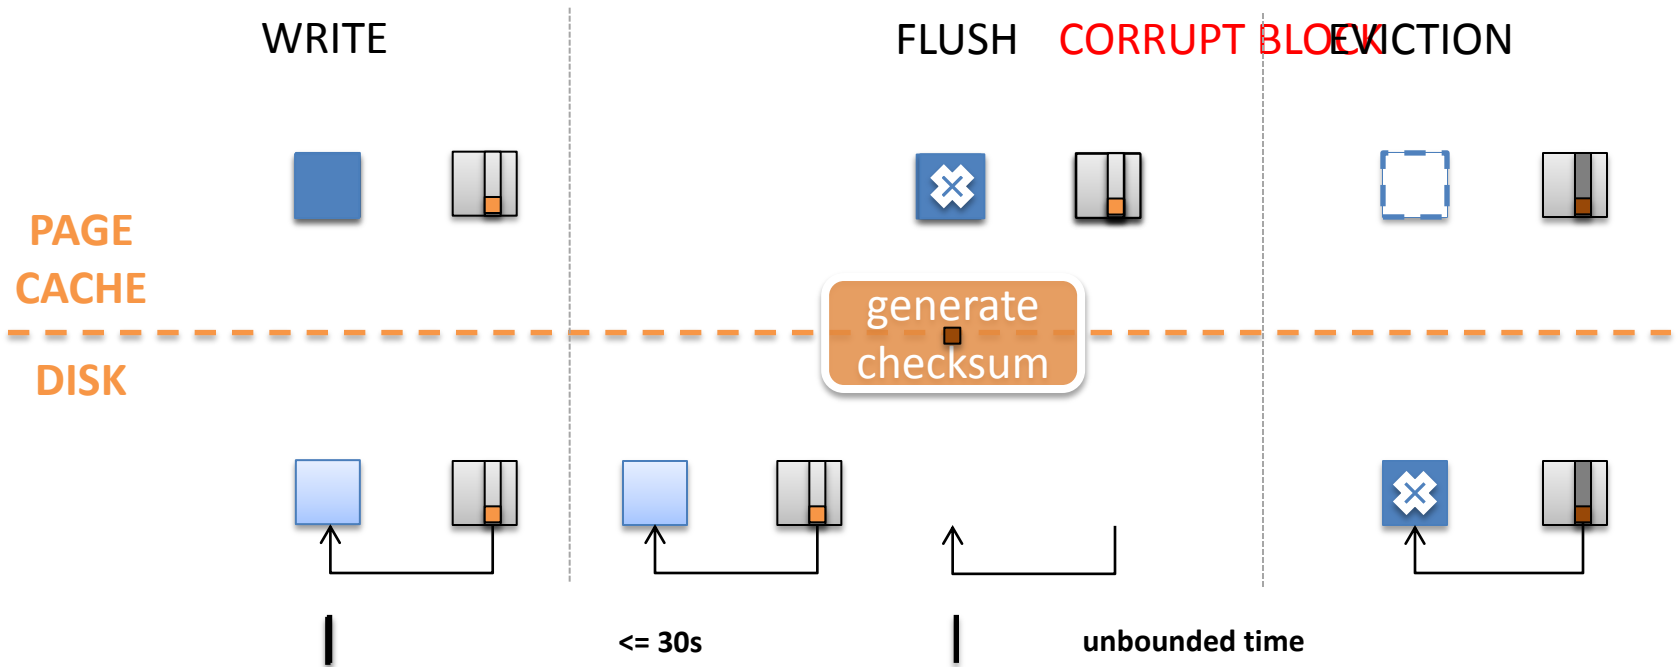 WRITE
FLUSH
CORRUPT BLOCK
EVICTION
PAGE
CACHE
generate
checksum
DISK
<= 30s
unbounded time